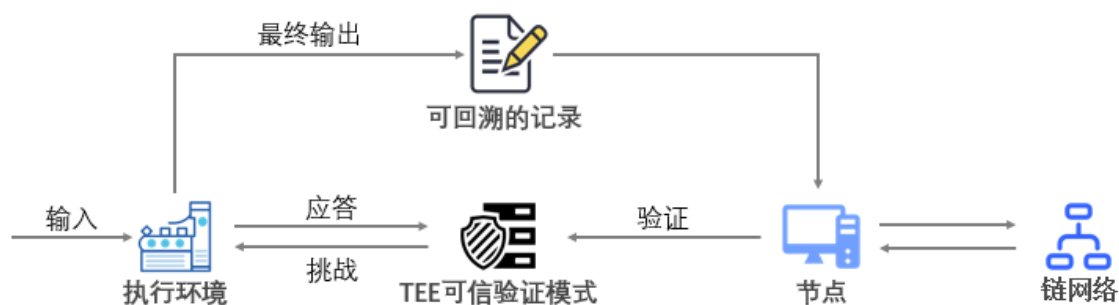 最终输出
可回溯的记录
输入
应答
验证
挑战
执行环境
TEE可信验证模式
节点
链网络